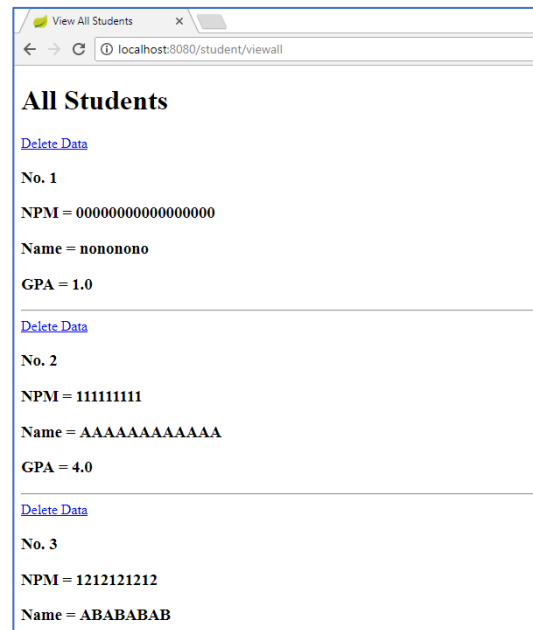 View All Students
localhost:8080/student/viewall
All Students
Delete Data
No. 1
NPM = 00000000000000000
Name = nononono
GPA = 1.0
Delete Data
No. 2
NPM = 111111111
Name = AAAAAAAAAAAA
GPA = 4.0
Delete Data
No. 3
NPM = 1212121212
Name = ABABABAB